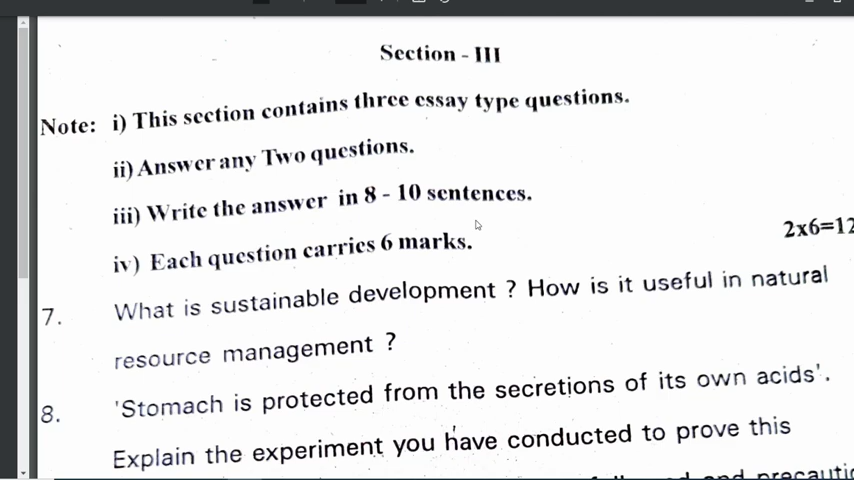 Section - III
Note: i) This section contains three essay type questions.
ii) Answer any Two questions.
iii) Write the answer in 8 - 10 sentences.
iv) Each question carries 6 marks.
2x6=12
7. What is sustainable development ? How is it useful in natural
resource management ?
8. 'Stomach is protected from the secretions of its own acids'.
Explain the experiment you have conducted to prove this
and